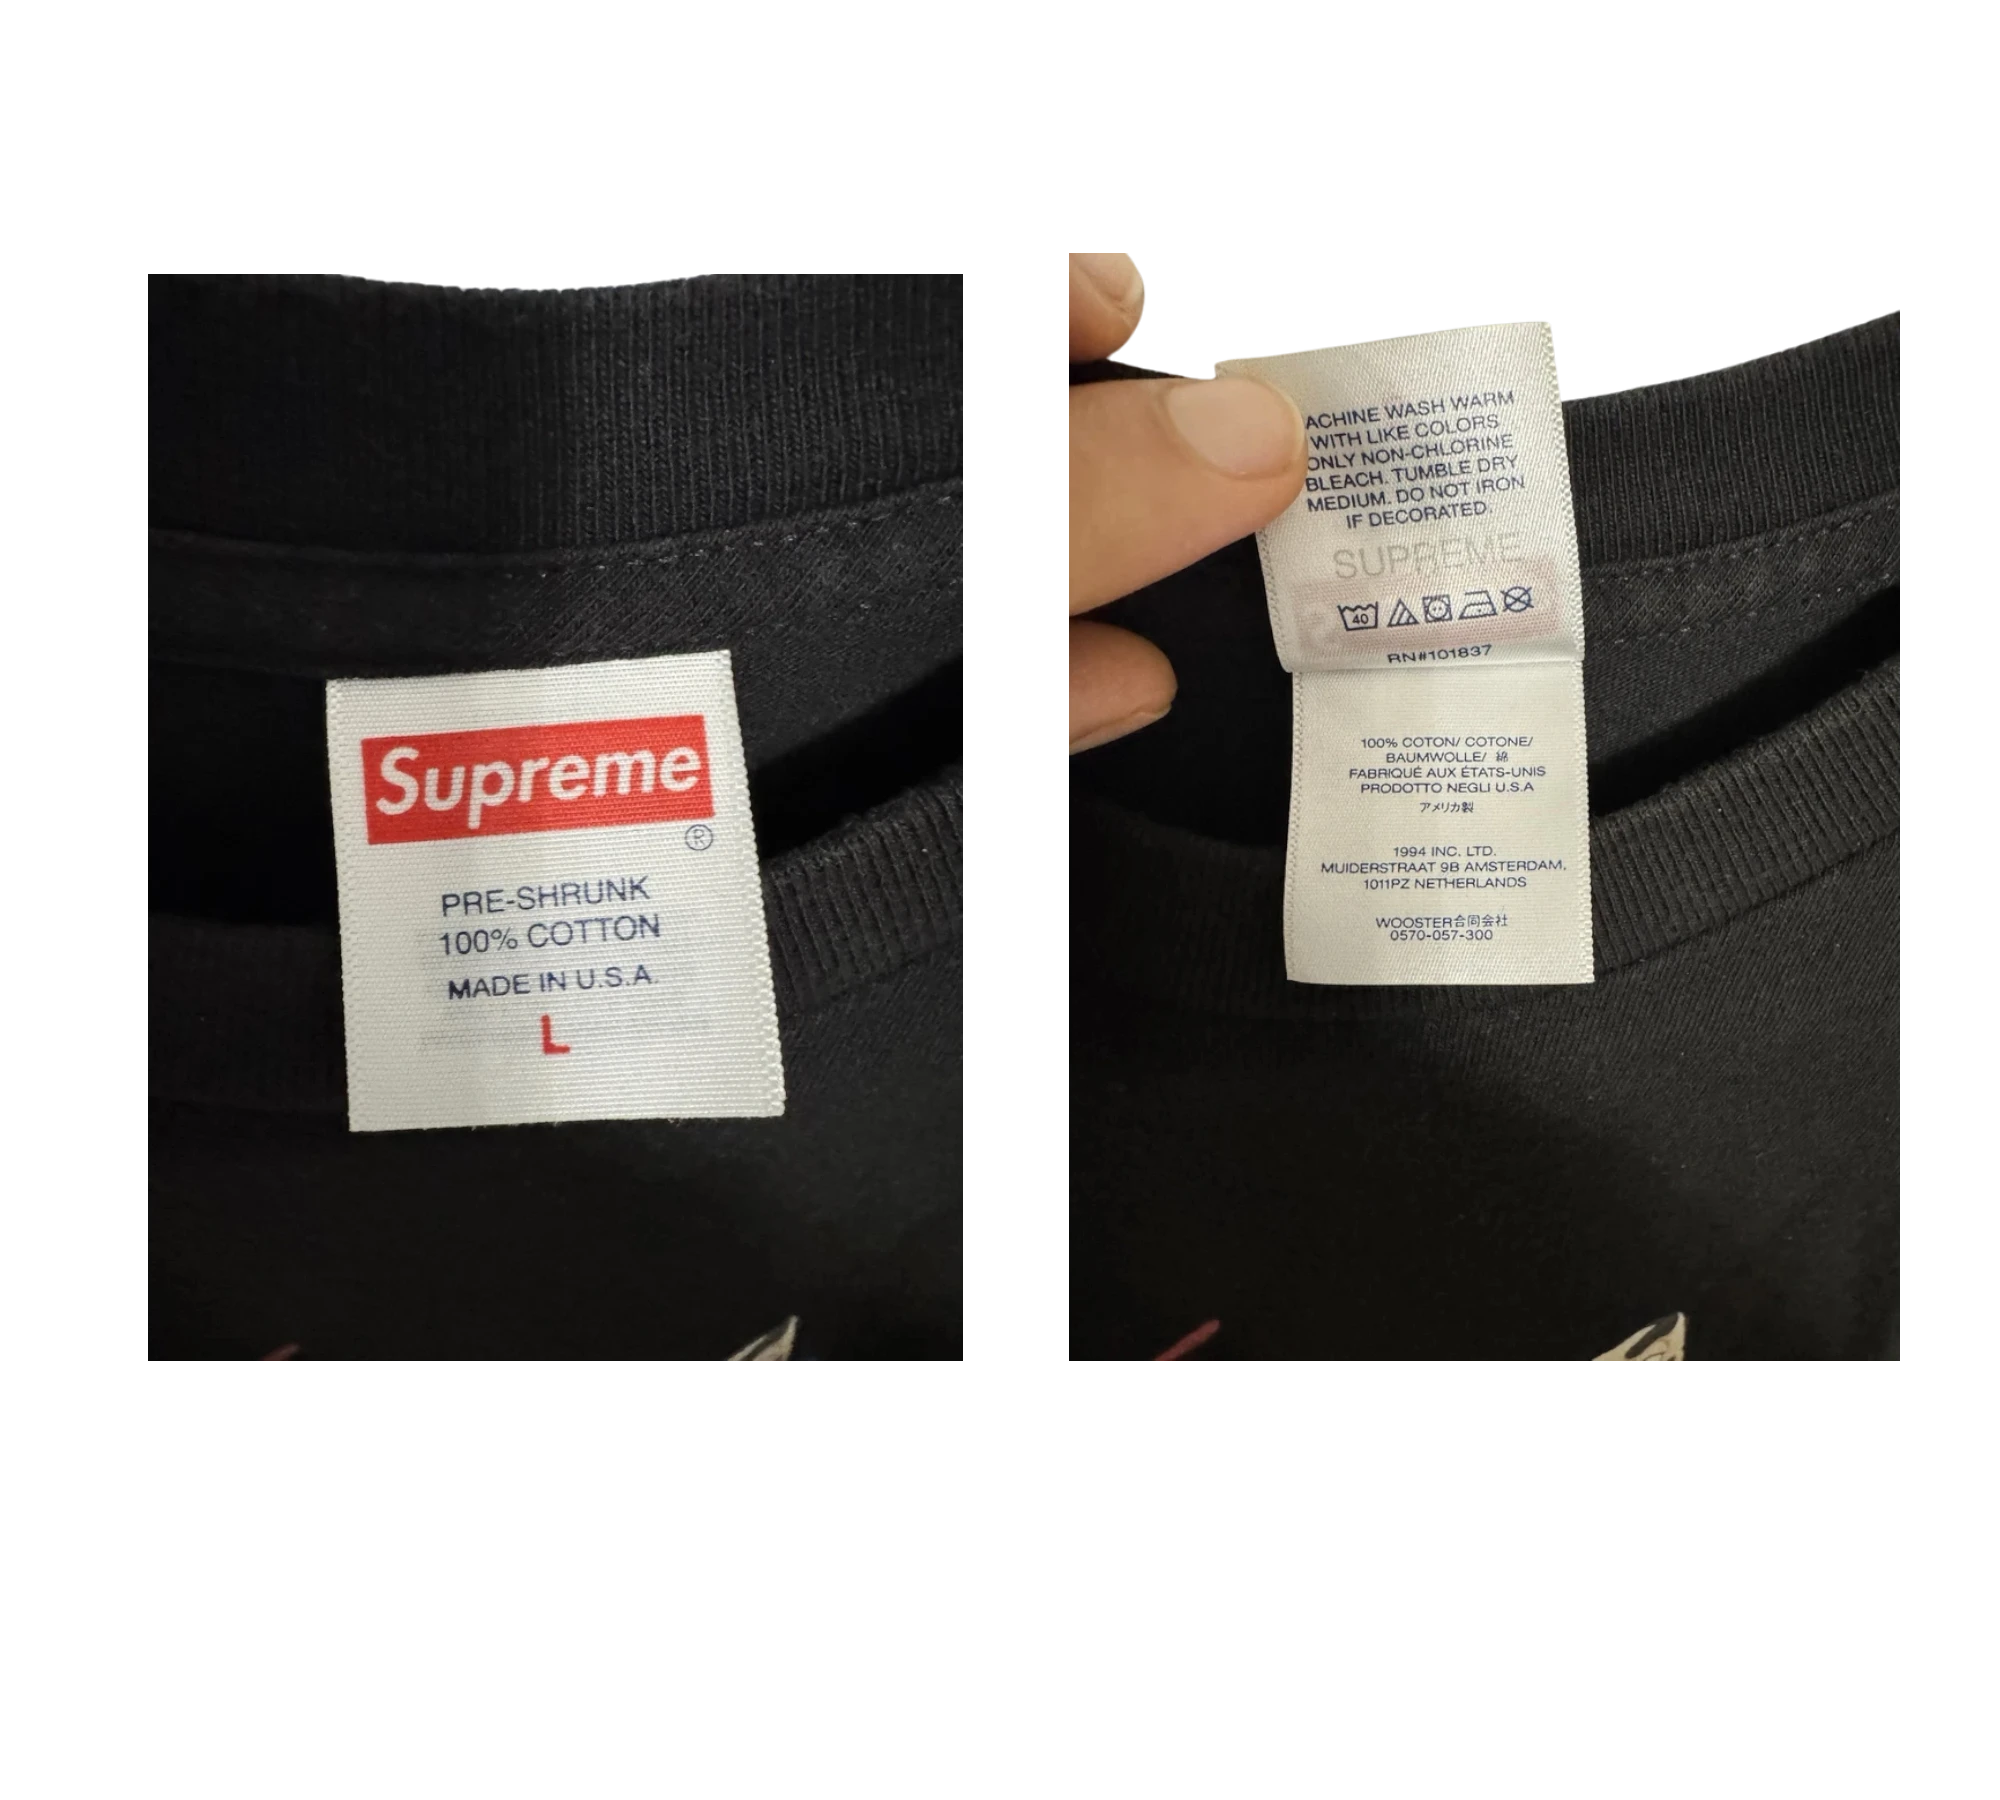 Supreme
®
PRE-SHRUNK
100% COTTON
MADE IN U.S.A.
L
ACHINE WASH WARM
WITH LIKE COLORS
ONLY NON-CHLORINE
BLEACH. TUMBLE DRY
MEDIUM. DO NOT IRON
IF DECORATED.
SUPREME
40
RN#101837
100% COTON/ COTONE/
BAUMWOLLE/ 綿
FABRIQUÉ AUX ÉTATS-UNIS
PRODOTTO NEGLI U.S.A
アメリカ製
1994 INC. LTD.
MUIDERSTRAAT 9B AMSTERDAM,
1011PZ NETHERLANDS
WOOSTER合同会社
0570-057-300